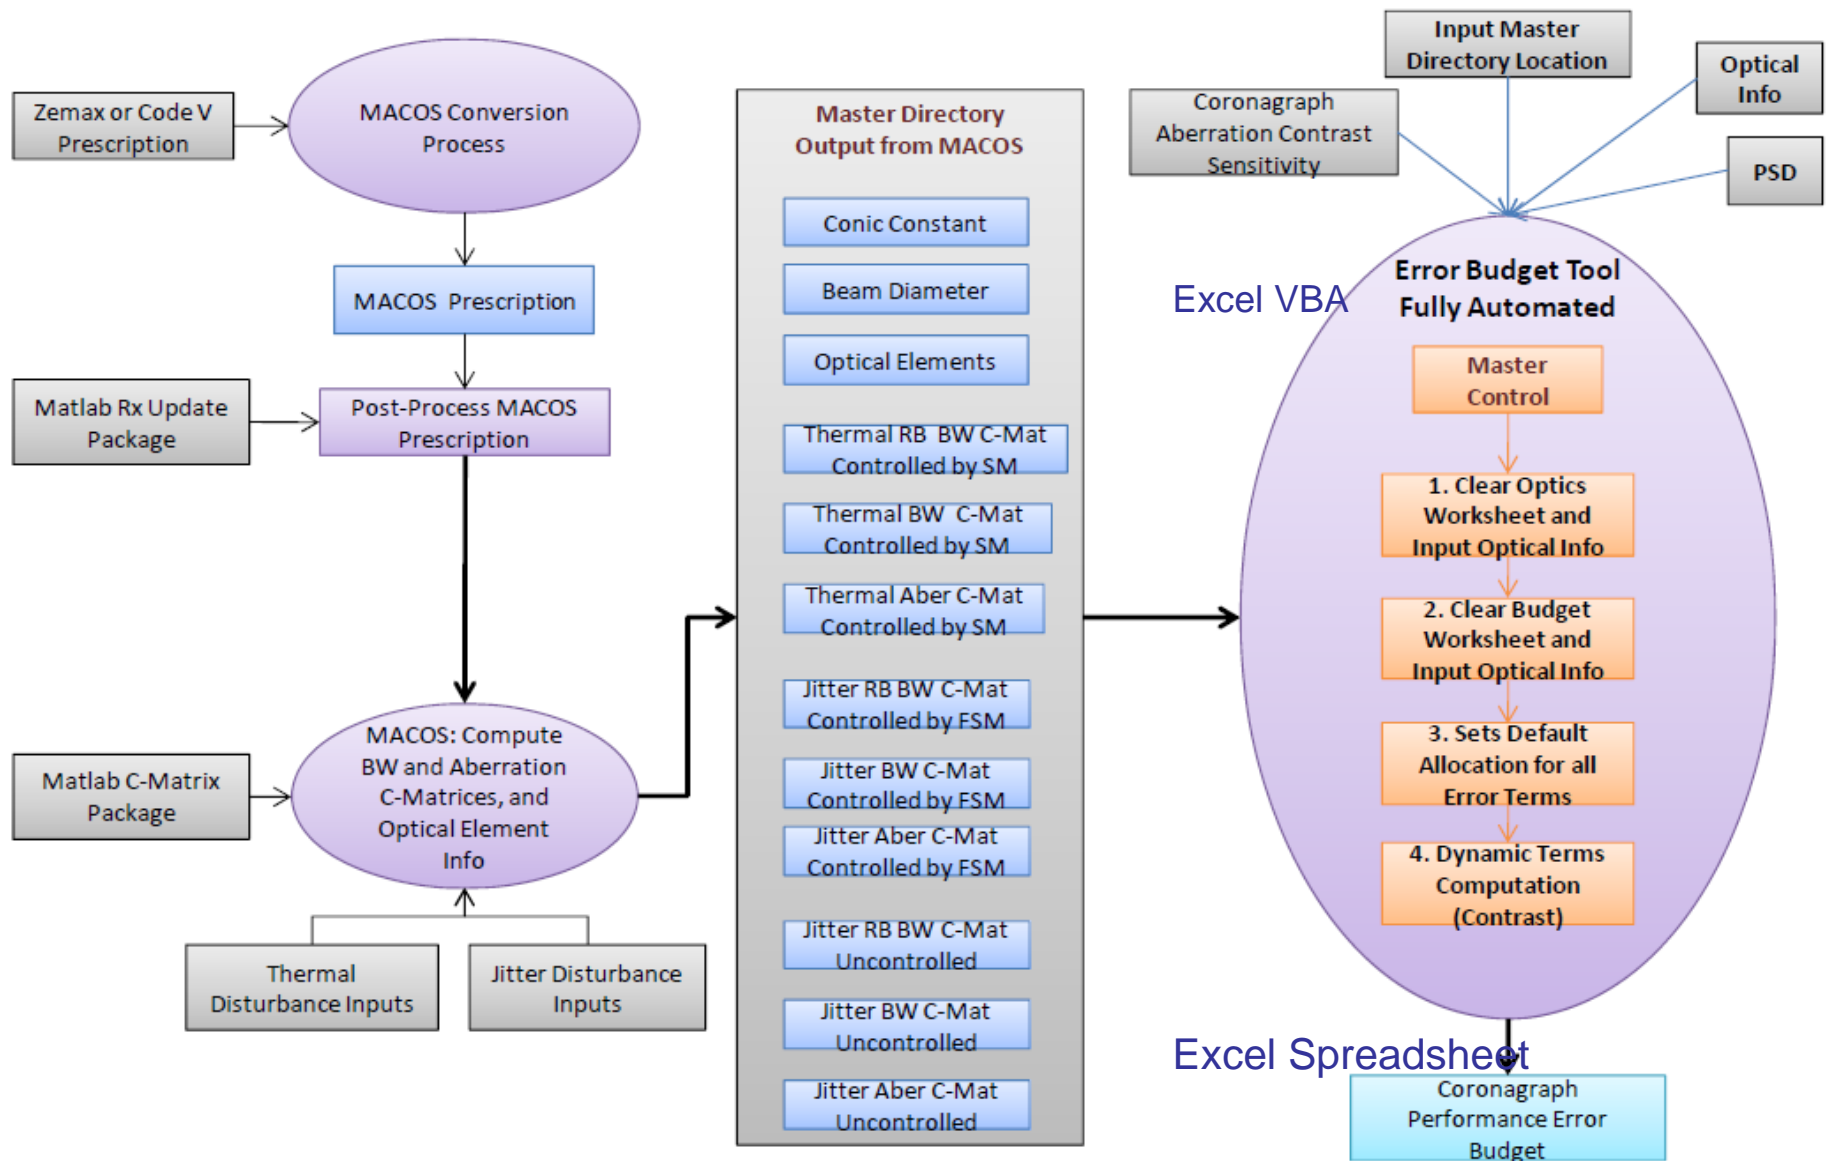 Zemax or Code V
Prescription
MACOS Conversion
Process
MACOS  Prescription
Matlab Rx Update
Package
Post-Process MACOS
Prescription
Matlab C-Matrix
Package
MACOS: Compute
BW and Aberration
C-Matrices, and
Optical Element
Info
Thermal
Disturbance Inputs
Jitter Disturbance
Inputs
Master Directory
Output from MACOS
Conic Constant
Beam Diameter
Optical Elements
Thermal RB  BW C-Mat
Controlled by SM
Thermal BW  C-Mat
Controlled by SM
Thermal Aber C-Mat
Controlled by SM
Jitter RB BW C-Mat
Controlled by FSM
Jitter BW C-Mat
Controlled by FSM
Jitter Aber C-Mat
Controlled by FSM
Jitter RB BW C-Mat
Uncontrolled
Jitter BW C-Mat
Uncontrolled
Jitter Aber C-Mat
Uncontrolled
Input Master
Directory Location
Coronagraph
Aberration Contrast
Sensitivity
Optical
Info
PSD
Excel VBA
Error Budget Tool
Fully Automated
Master
Control
1. Clear Optics
Worksheet and
Input Optical Info
2. Clear Budget
Worksheet and
Input Optical Info
3. Sets Default
Allocation for all
Error Terms
4. Dynamic Terms
Computation
(Contrast)
Excel Spreadsheet
Coronagraph
Performance Error
Budget